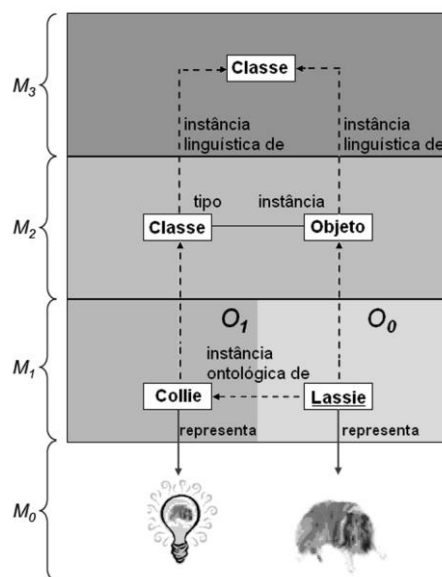 M3
Classe
instância
linguística de
instância
linguística de
M2
tipo
instância
Classe
Objeto
M1
O1
O0
instância
ontológica de
Collie
Lassie
representa
representa
M0